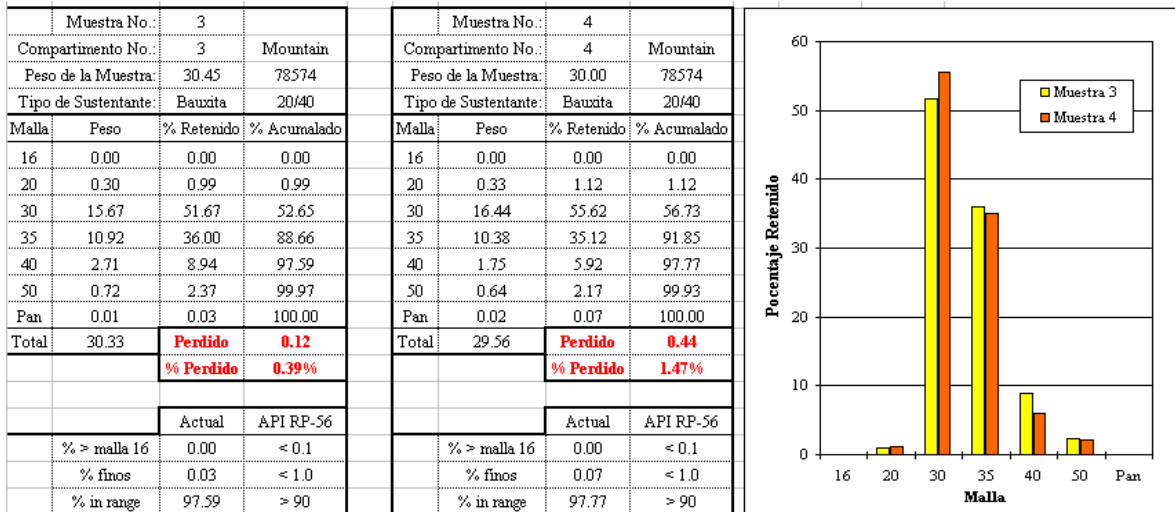 Muestra No.: 3
Compartimento No.: 3 Mountain
Peso de la Muestra: 30.45 78574
Tipo de Sustentante: Bauxita 20/40
Malla Peso % Retenido % Acumalado
16 0.00 0.00 0.00
20 0.30 0.99 0.99
30 15.67 51.67 52.65
35 10.92 36.00 88.66
40 2.71 8.94 97.59
50 0.72 2.37 99.97
Pan 0.01 0.03 100.00
Total 30.33 Perdido 0.12
% Perdido 0.39%
Actual API RP-56
% > malla 16 0.00 < 0.1
% finos 0.03 < 1.0
% in range 97.59 > 90
Muestra No.: 4
Compartimento No.: 4 Mountain
Peso de la Muestra: 30.00 78574
Tipo de Sustentante: Bauxita 20/40
Malla Peso % Retenido % Acumalado
16 0.00 0.00 0.00
20 0.33 1.12 1.12
30 16.44 55.62 56.73
35 10.38 35.12 91.85
40 1.75 5.92 97.77
50 0.64 2.17 99.93
Pan 0.02 0.07 100.00
Total 29.56 Perdido 0.44
% Perdido 1.47%
Actual API RP-56
% > malla 16 0.00 < 0.1
% finos 0.07 < 1.0
% in range 97.77 > 90
Pocentaje Retenido
60
50
40
30
20
10
0
Muestra 3
Muestra 4
16 20 30 35 40 50 Pan
Malla